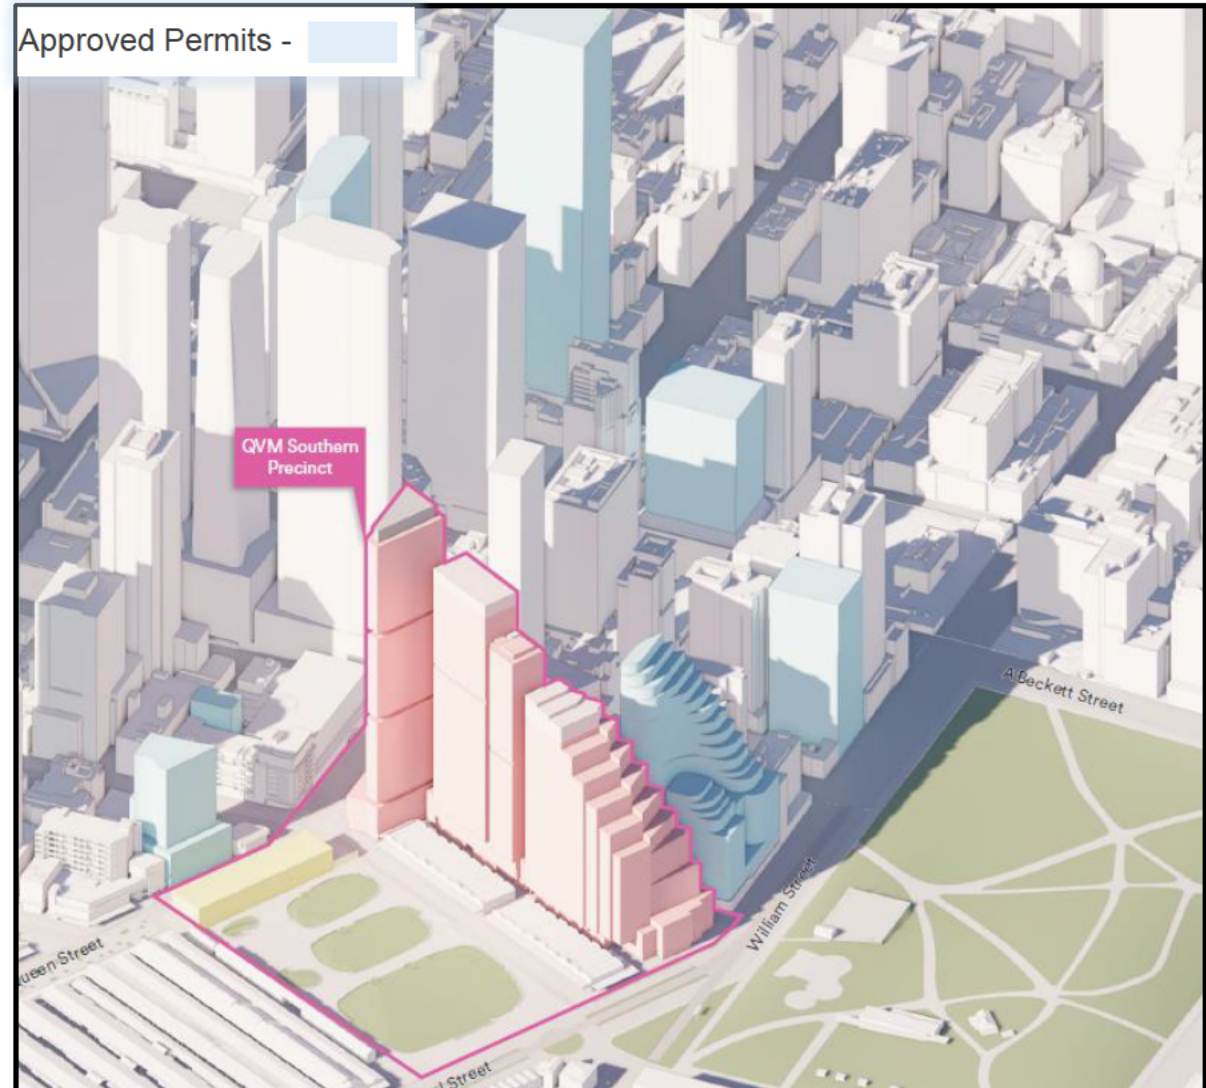 Approved Permits -
QVM Southern
Precinct
A'Beckett Street
William Street
ueen Street
Street